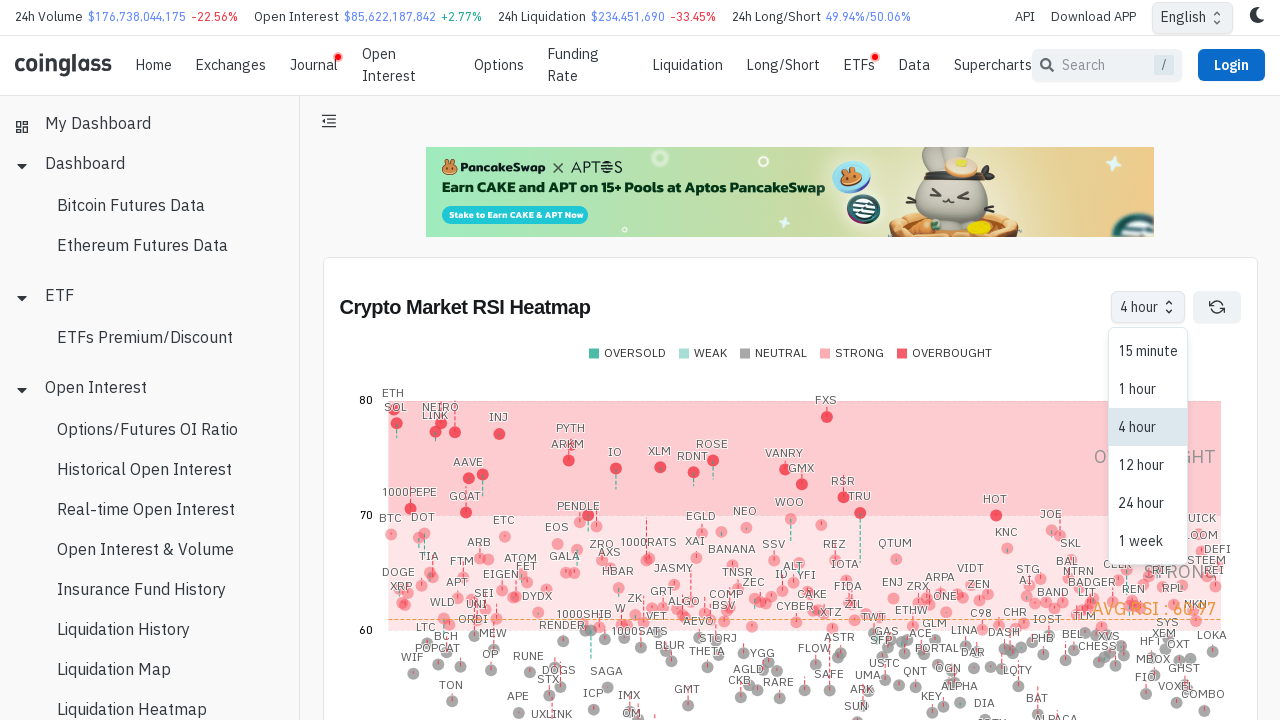 24h Volume $176,738,044,175 -22.56% Open Interest $85,622,187,842 +2.77% 24h Liquidation $234,451,690 -33.45% 24h Long/Short 49.94%/50.06% API Download APP English
coinglass Home Exchanges Journal Open Interest Options Funding Rate Liquidation Long/Short ETFs Data Supercharts Search / Login
My Dashboard
Dashboard
Bitcoin Futures Data
Ethereum Futures Data
ETF
ETFs Premium/Discount
Open Interest
Options/Futures OI Ratio
Historical Open Interest
Real-time Open Interest
Open Interest & Volume
Insurance Fund History
Liquidation History
Liquidation Map
Liquidation Heatmap
PancakeSwap X APTOS
Earn CAKE and APT on 15+ Pools at Aptos PancakeSwap
Stake to Earn CAKE & APT Now
Crypto Market RSI Heatmap
4 hour
15 minute
1 hour
4 hour
12 hour
24 hour
1 week
OVERSOLD WEAK NEUTRAL STRONG OVERBOUGHT
80
ETH
SOL NEIRO FXS
LINK INJ
PYTH
ARKM IO XLM ROSE
RDNT VANRY
AAVE GMX
RSR
1000PEPE GOAT TRU HOT
PENDLE WOO
70
BTC DOT ETC EOS EGLD NEO JOE
KNC
ARB ZRO 1000RATS XAI SSV REZ QTUM SKL
TIA AXS BANANA DEFI
FTM ATOM GALA BAL
DOGE EIGEN FET HBAR JASMY TNSR ALT IOTA VIDT STG NTRN
XRP APT ZEC ID YFI FIDA ENJ ZRX ARPA ZEN AI BADGER REN RPL
SEI DYDX GRT COMP CAKE ONE BAND LIT
WLD UNI ZK ALGO BSV CYBER XTZ ZIL ETHW C98 CHR AVG RSI : 60.77
ORDI 1000SHIB W VET AEVO TWT IOST TLM
60
LTC RENDER 1000SATS GLM SYS
BCH MEW STORJ ASTR GAS ACE LINA DASH BEL XVS XEM LOKA
POPCAT BLUR THETA FLOW SFP PORTAL PHB CHESS HFT OXT
WIF OP RUNE YGG USTC DAR MBOX GHST
DOGS SAGA AGLD SAFE UMA QNT OGN LQTY FIO
TON STX CKB RARE ARK ALPHA VOXEL
APE ICP IMX GMT KEY BAT COMBO
UXLINK OM SUN DIA
ALPACA